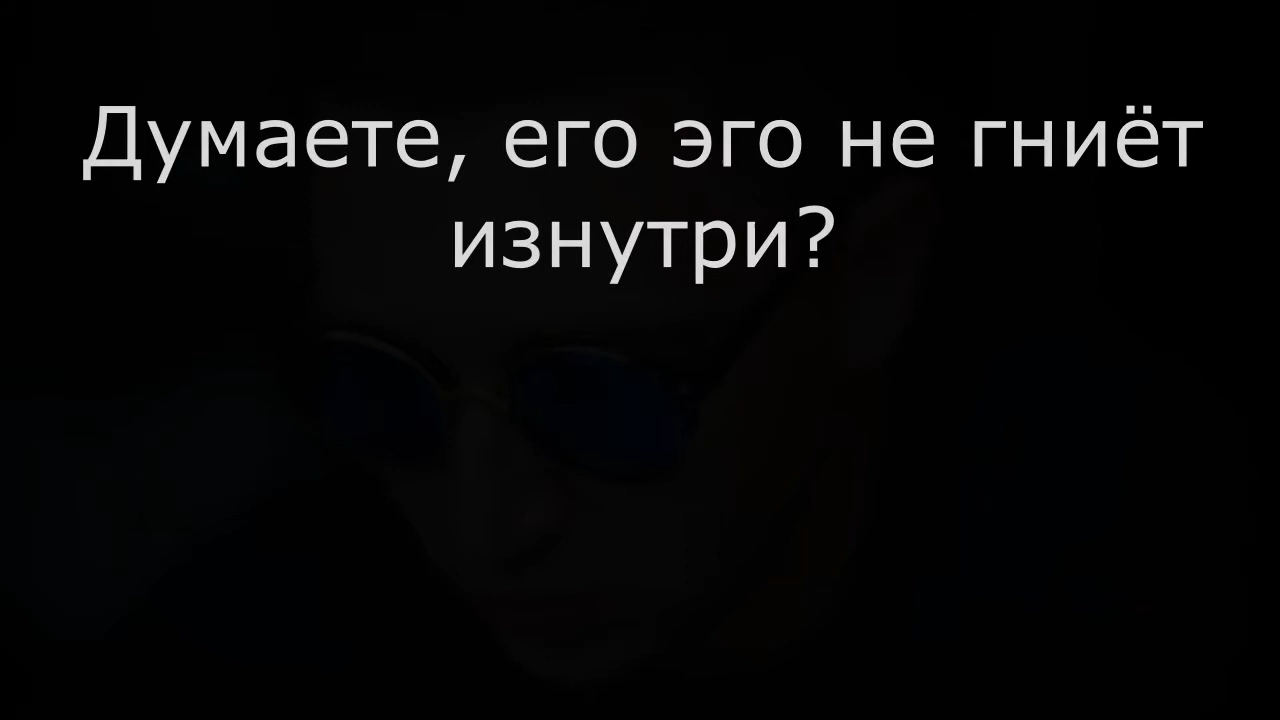 Думаете, его эго не гниёт
изнутри?